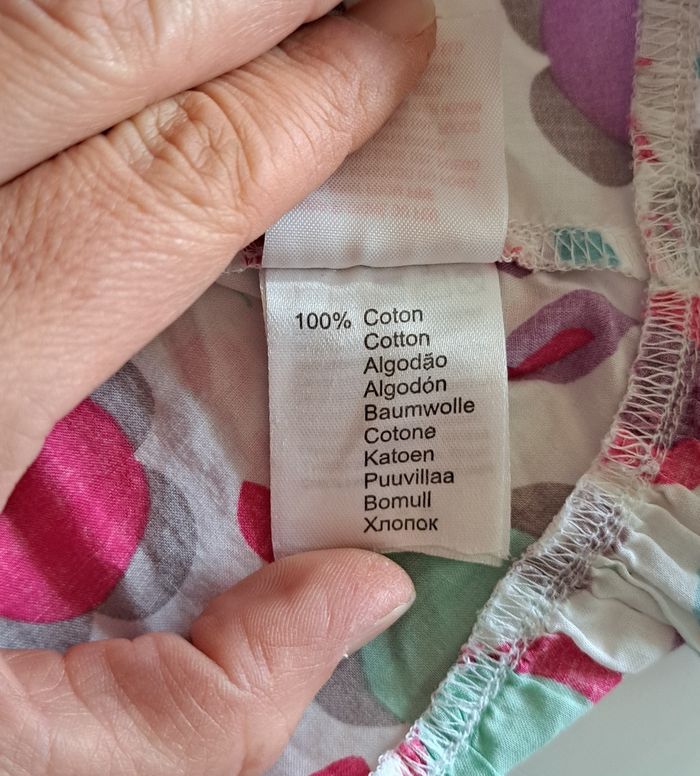 100% Coton
Cotton
Algodão
Algodón
Baumwolle
Cotone
Katoen
Puuvillaa
Bomull
Хлопок